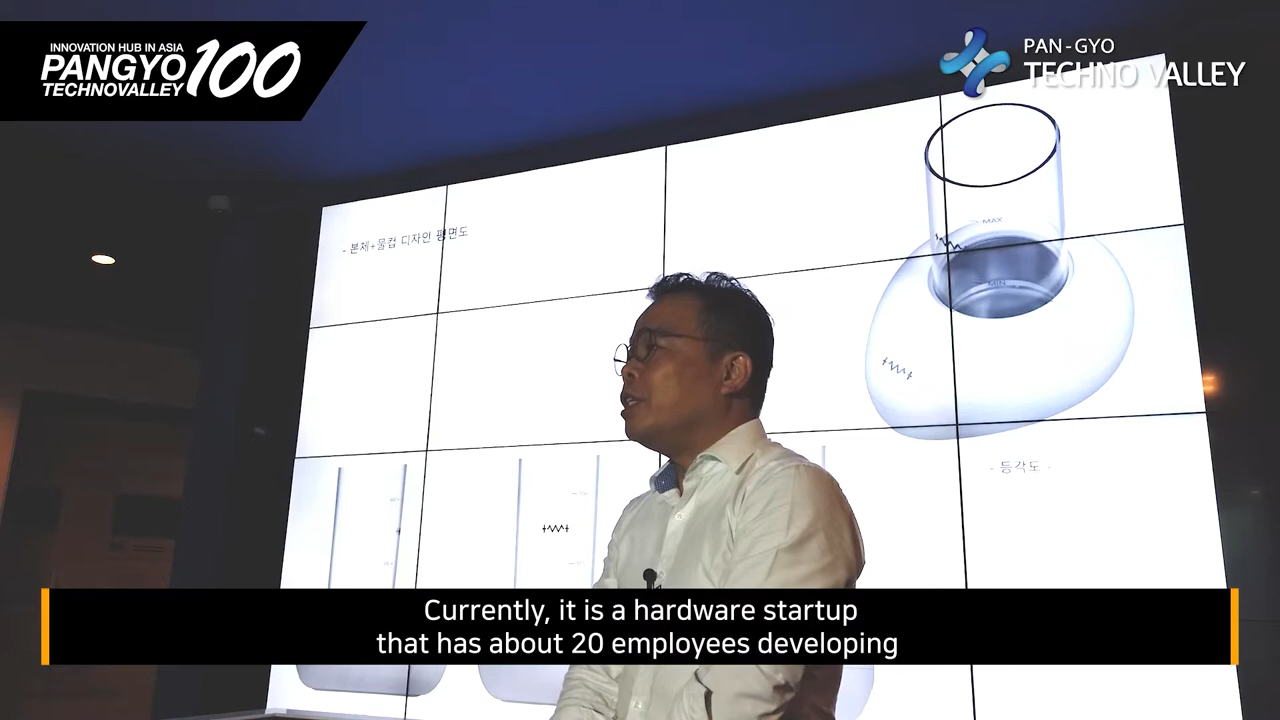 INNOVATION HUB IN ASIA
PANGYO
TECHNOVALLEY
100
PAN-GYO
TECHNO VALLEY
- 본체+물컵 디자인 평면도
MAX
MIN
- 등각도 -
Currently, it is a hardware startup
that has about 20 employees developing